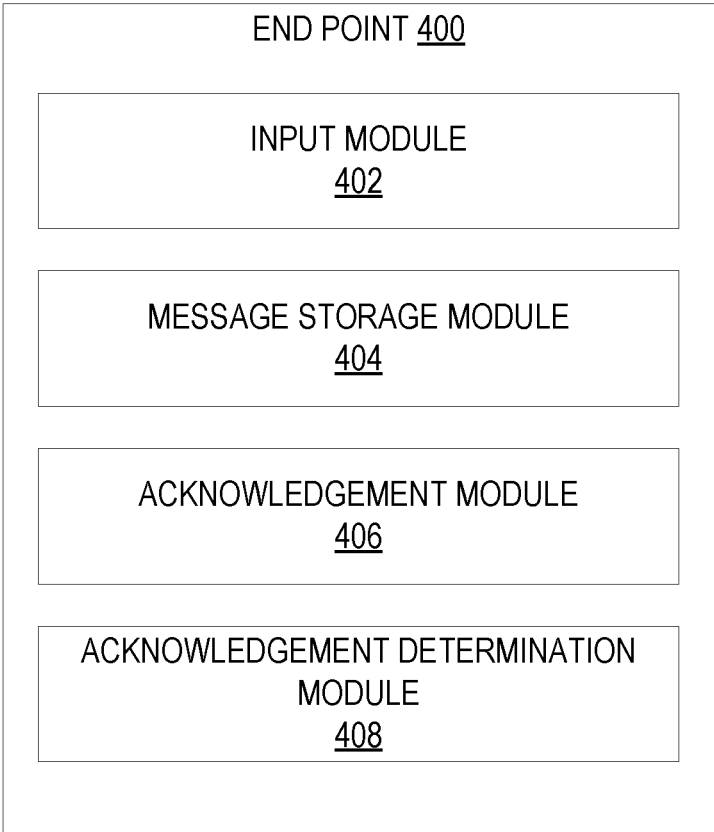 END POINT 400
INPUT MODULE
402
MESSAGE STORAGE MODULE
404
ACKNOWLEDGEMENT MODULE
406
ACKNOWLEDGEMENT DETERMINATION
MODULE
408